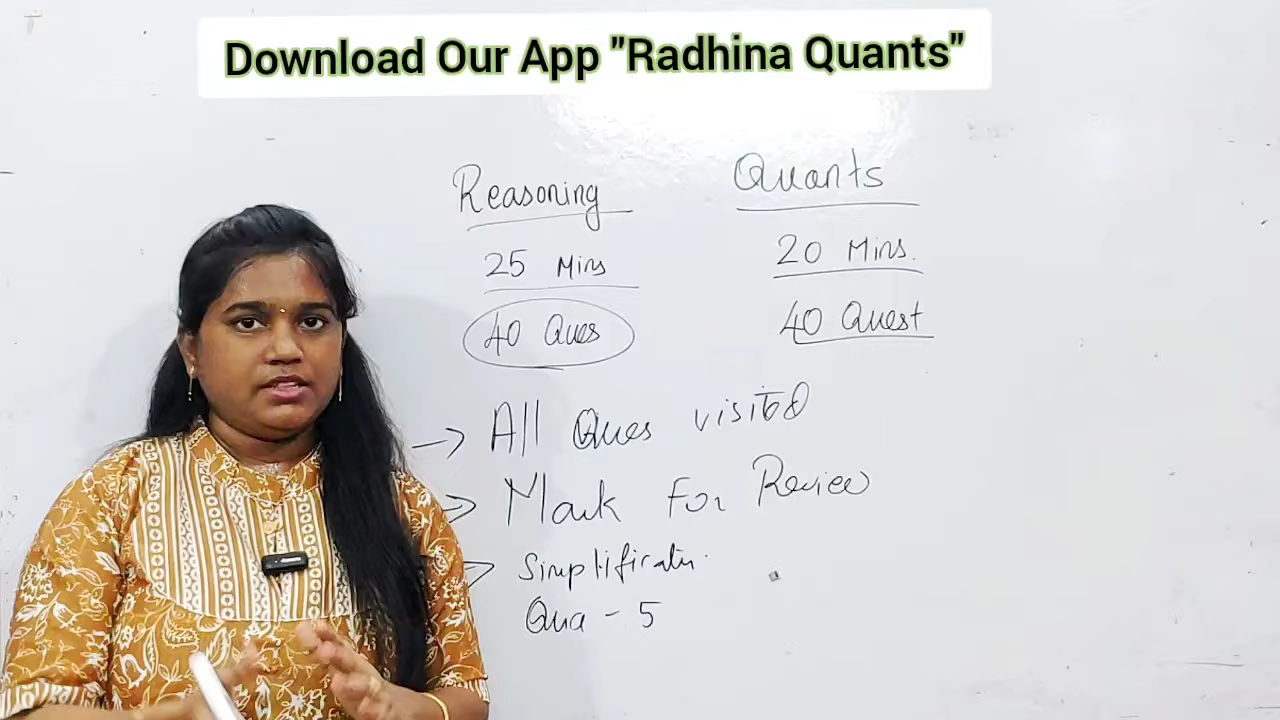 Download Our App "Radhina Quants"
Reasoning
Quants
25 Mins
20 Mins.
40 Ques
40 Quest
→ All Ques visited
→ Mark For Review
→ Simplificatn.
Qua - 5